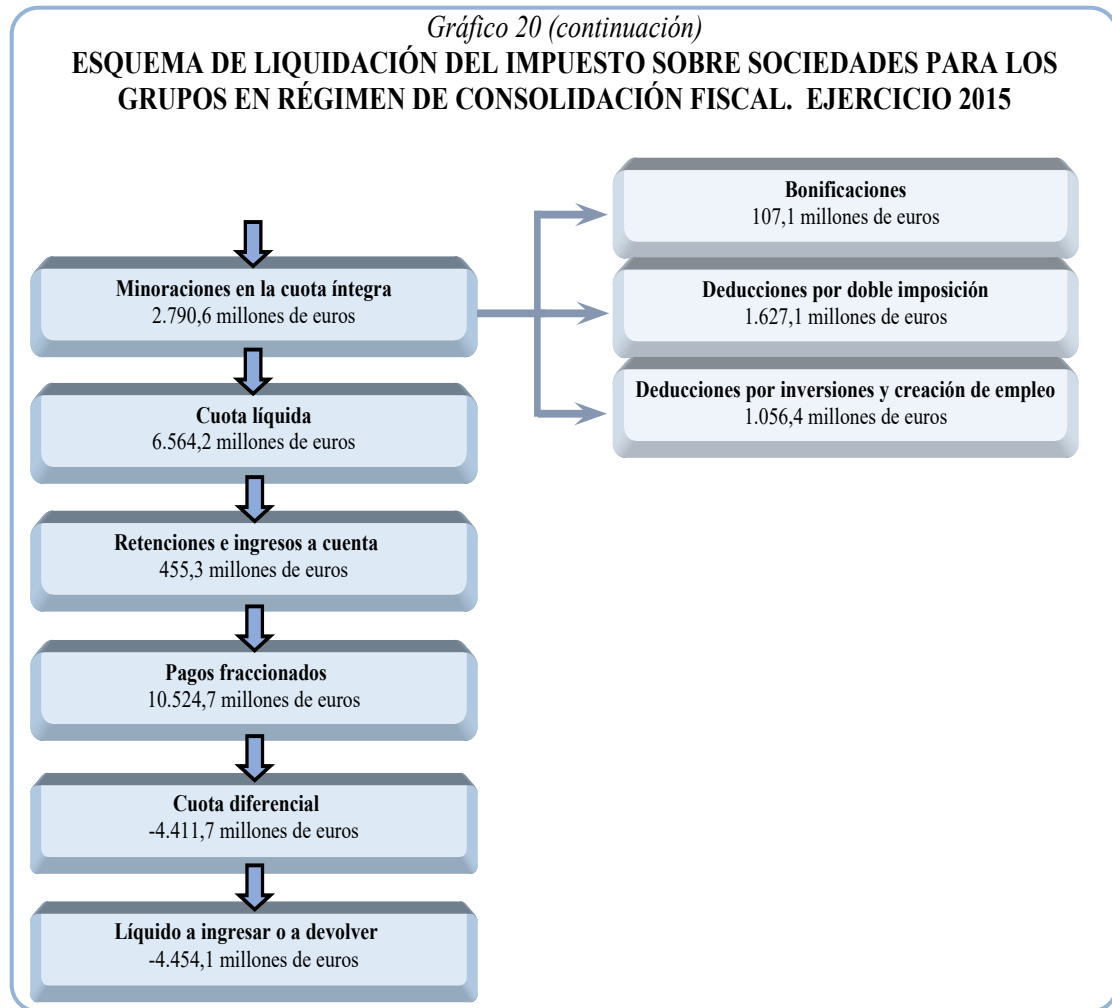 Gráfico 20 (continuación)
ESQUEMA DE LIQUIDACIÓN DEL IMPUESTO SOBRE SOCIEDADES PARA LOS
GRUPOS EN RÉGIMEN DE CONSOLIDACIÓN FISCAL. EJERCICIO 2015
Minoraciones en la cuota íntegra
2.790,6 millones de euros
Bonificaciones
107,1 millones de euros
Deducciones por doble imposición
1.627,1 millones de euros
Deducciones por inversiones y creación de empleo
1.056,4 millones de euros
Cuota líquida
6.564,2 millones de euros
Retenciones e ingresos a cuenta
455,3 millones de euros
Pagos fraccionados
10.524,7 millones de euros
Cuota diferencial
-4.411,7 millones de euros
Líquido a ingresar o a devolver
-4.454,1 millones de euros